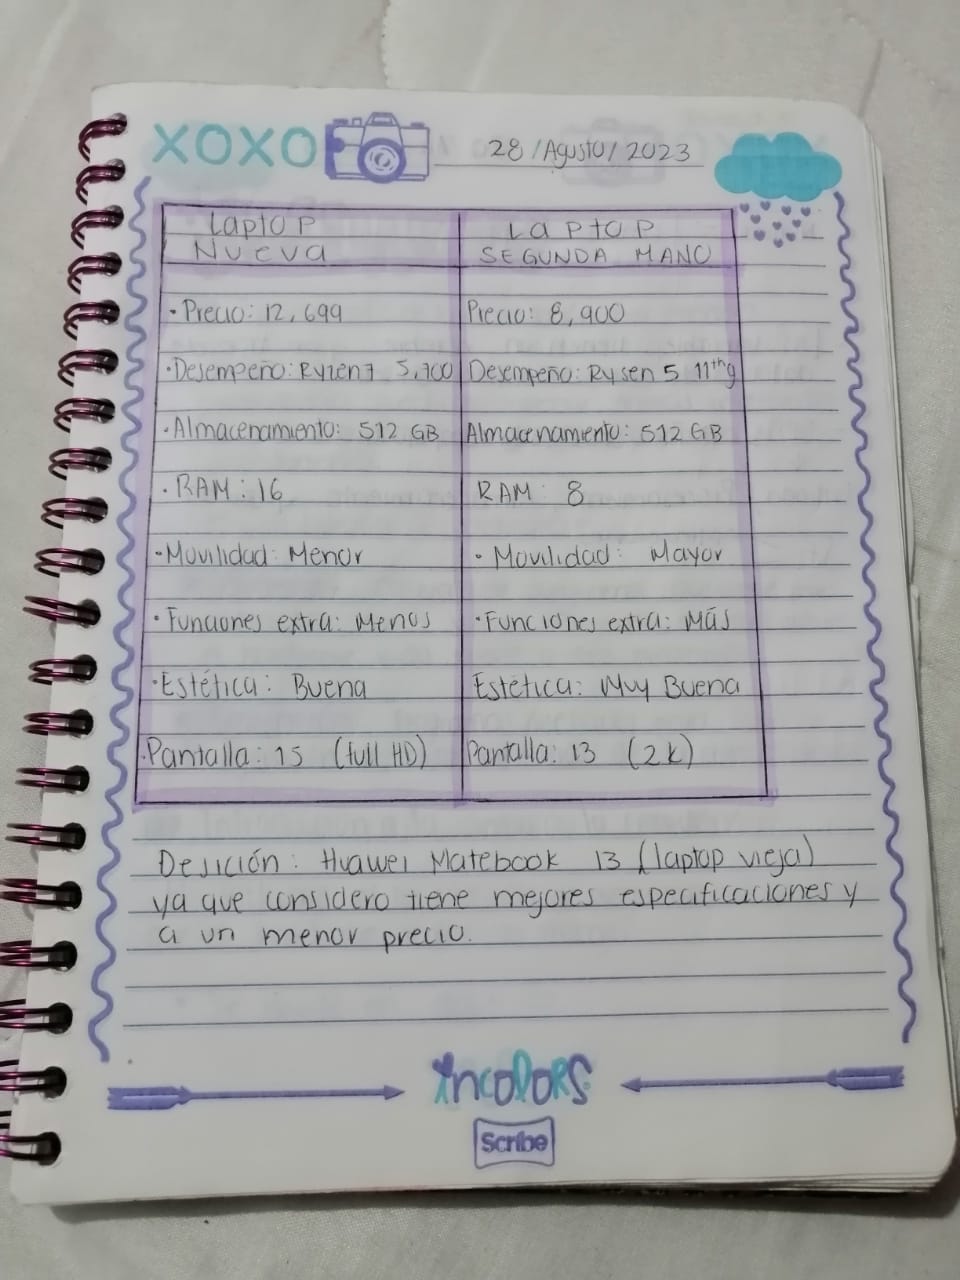 XOXO
28/Agusto/2023
Laptop Nueva
Laptop SEGUNDA MANO
· Precio: 12,699
Precio: 8,900
· Desempeño: Ryzen 7 5,700
Desempeño: Rysen 5 11thg
· Almacenamiento: 512 GB
Almacenamiento: 512 GB
· RAM: 16
RAM: 8
· Movilidad: Menor
· Movilidad: Mayor
· Funciones extra: Menos
· Funciones extra: Más
· Estética: Buena
Estética: Muy Buena
· Pantalla: 15 (full HD)
Pantalla: 13 (2k)
Desición: Huawei Matebook 13 (laptop vieja)
ya que considero tiene mejores especificaciones y
a un menor precio.
incolors
Scribe